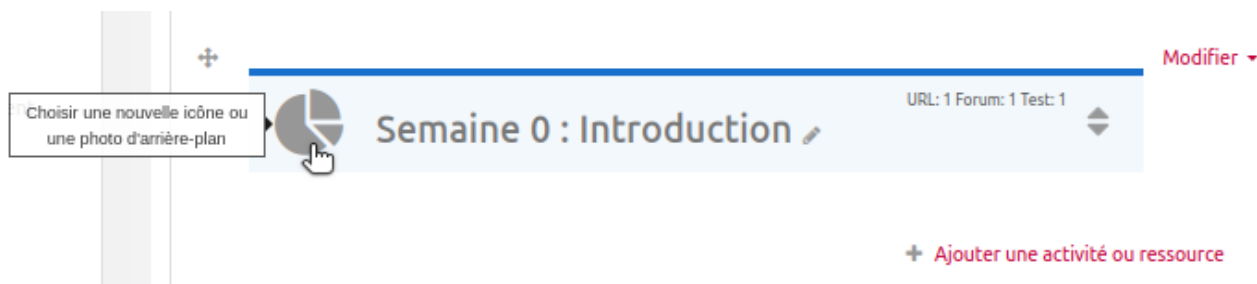 Modifier
URL: 1 Forum: 1 Test: 1
Choisir une nouvelle icône ou
une photo d'arrière-plan
Semaine 0 : Introduction
Ajouter une activité ou ressource